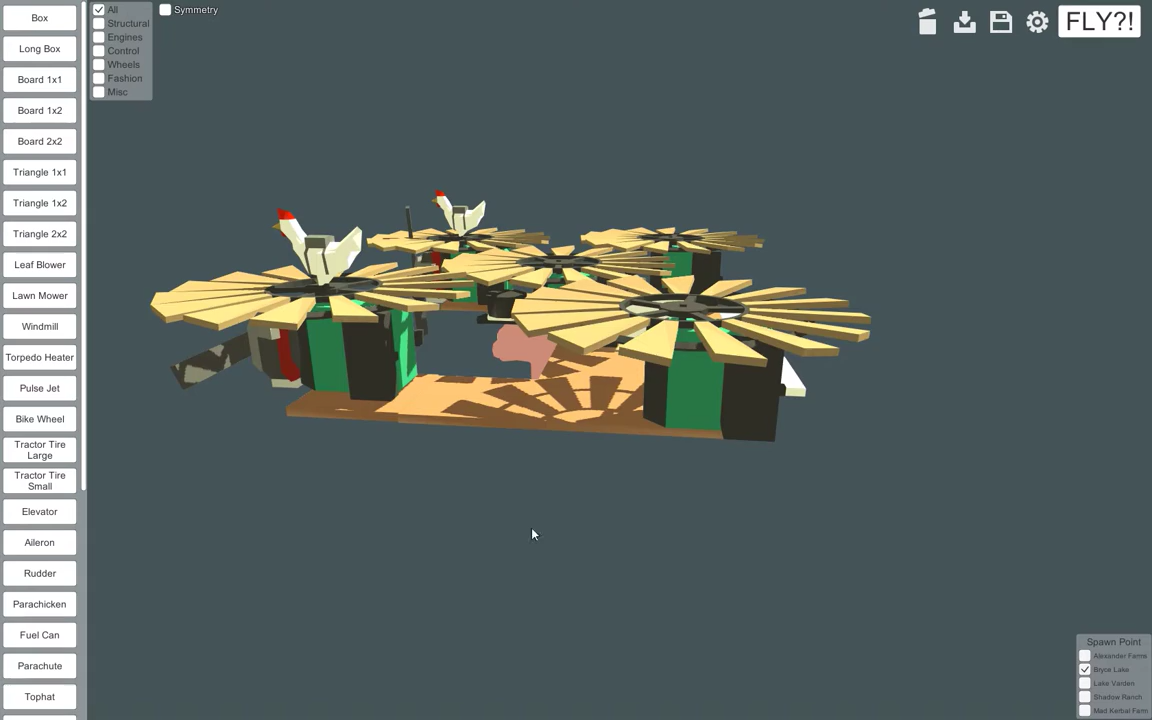 Box
Long Box
Board 1x1
Board 1x2
Board 2x2
Triangle 1x1
Triangle 1x2
Triangle 2x2
Leaf Blower
Lawn Mower
Windmill
Torpedo Heater
Pulse Jet
Bike Wheel
Tractor Tire
Large
Tractor Tire
Small
Elevator
Aileron
Rudder
Parachicken
Fuel Can
Parachute
Tophat
All
Structural
Engines
Control
Wheels
Fashion
Misc
Symmetry
FLY?!
Spawn Point
Alexander Farms
Bryce Lake
Lake Varden
Shadow Ranch
Mad Kerbal Farm